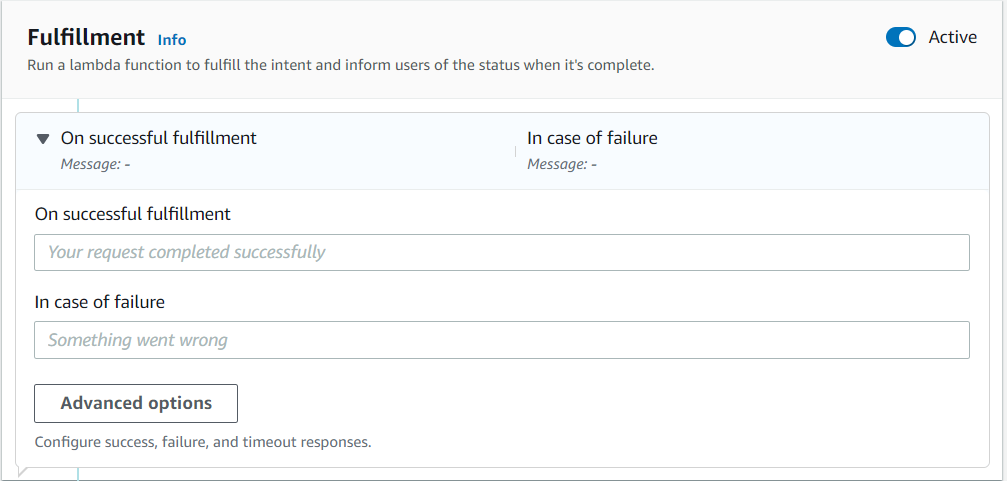 Fulfillment Info
Active
Run a lambda function to fulfill the intent and inform users of the status when it's complete.
On successful fulfillment
Message: -
In case of failure
Message: -
On successful fulfillment
Your request completed successfully
In case of failure
Something went wrong
Advanced options
Configure success, failure, and timeout responses.